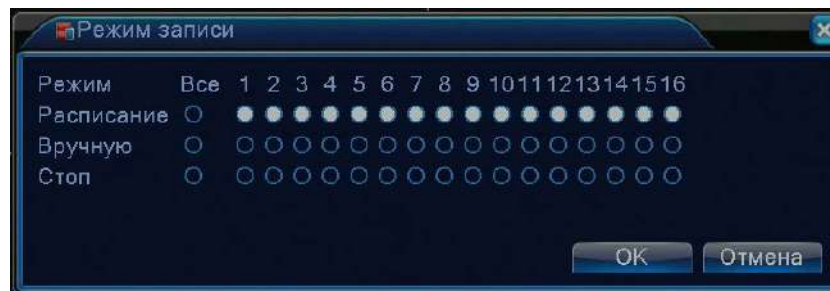 Режим записи
Режим Все 1 2 3 4 5 6 7 8 9 10 11 12 13 14 15 16
Расписание
Вручную
Стоп
OK Отмена